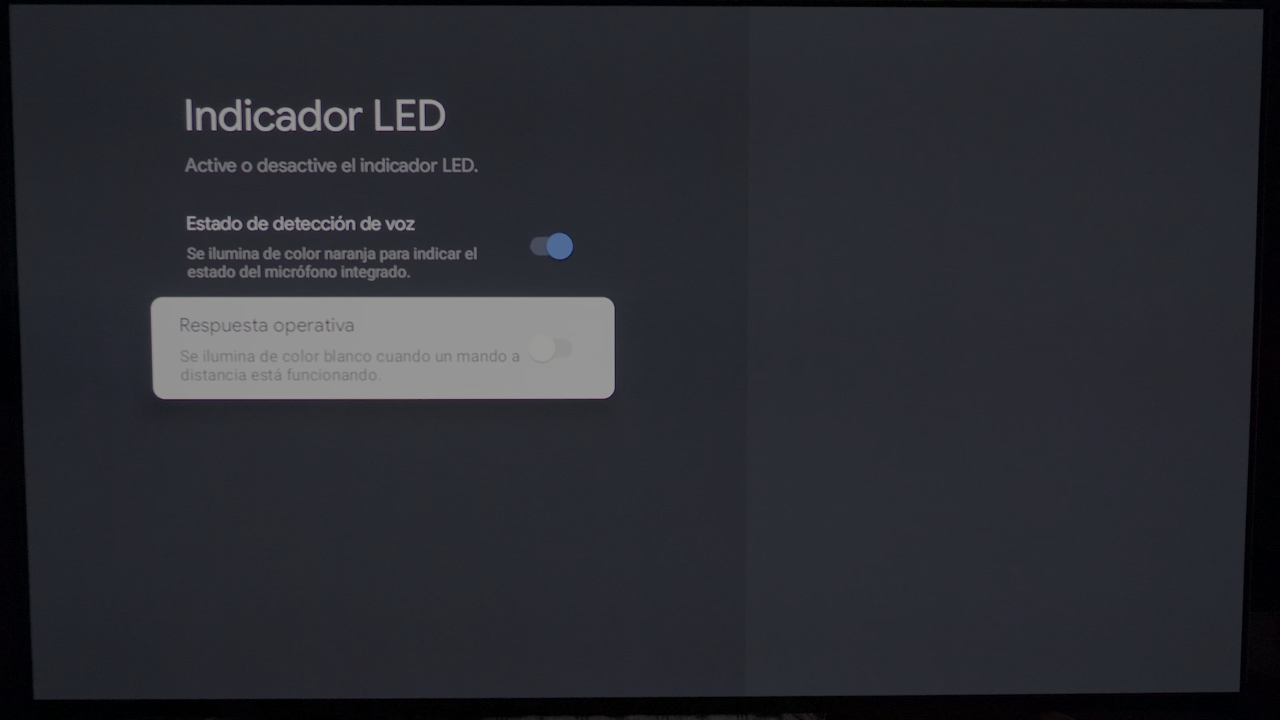 Indicador LED
Active o desactive el indicador LED.
Estado de detección de voz
Se ilumina de color naranja para indicar el
estado del micrófono integrado.
Respuesta operativa
Se ilumina de color blanco cuando un mando a
distancia está funcionando.